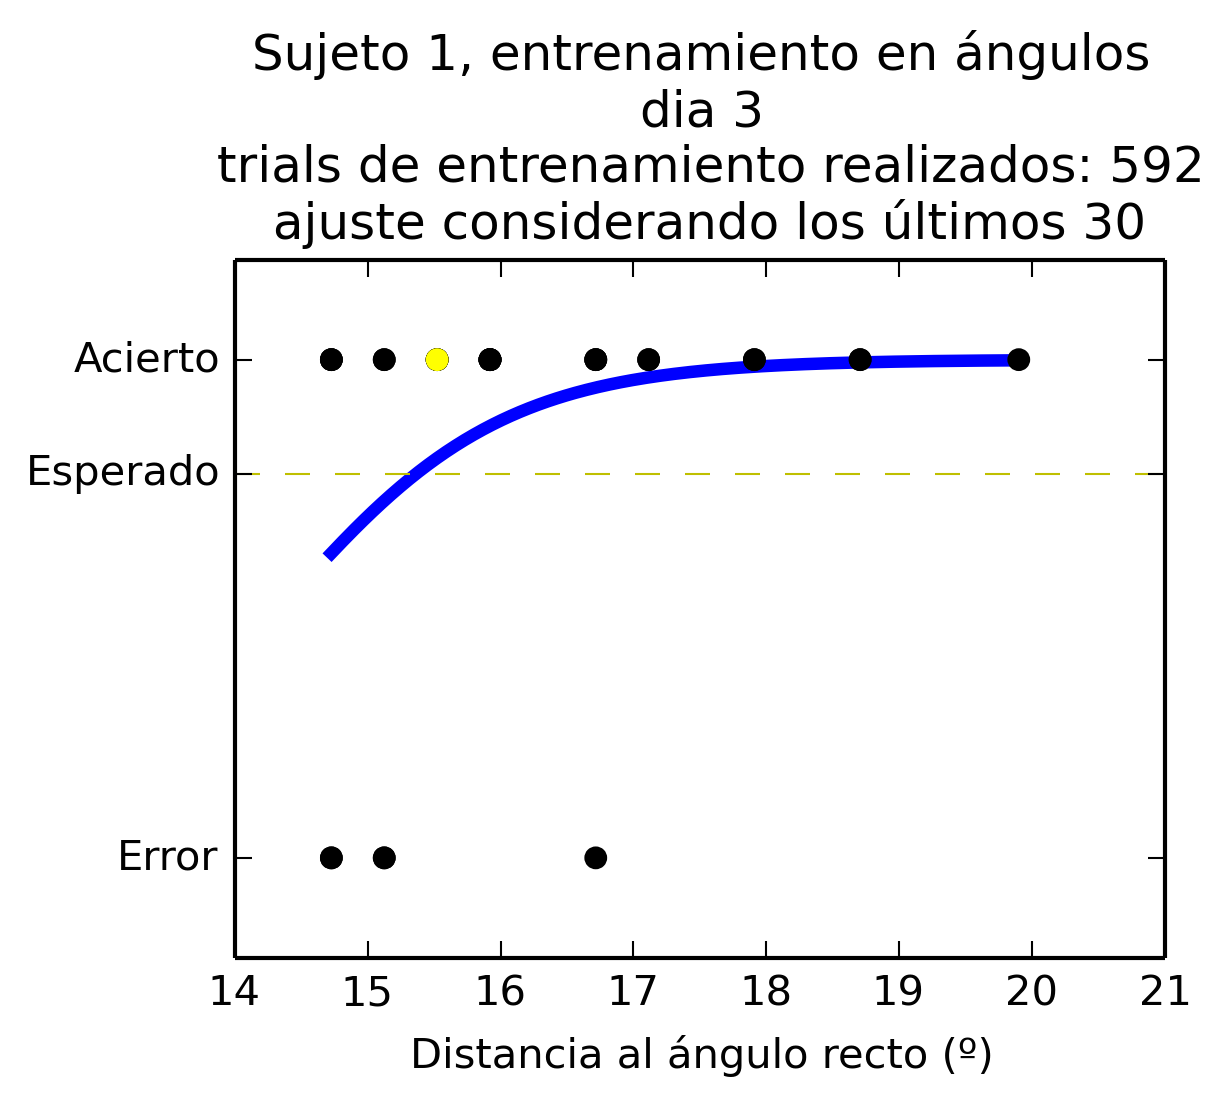 Sujeto 1, entrenamiento en ángulos
dia 3
trials de entrenamiento realizados: 592
ajuste considerando los últimos 30
Acierto
Esperado
Error
14 15 16 17 18 19 20 21
Distancia al ángulo recto (º)